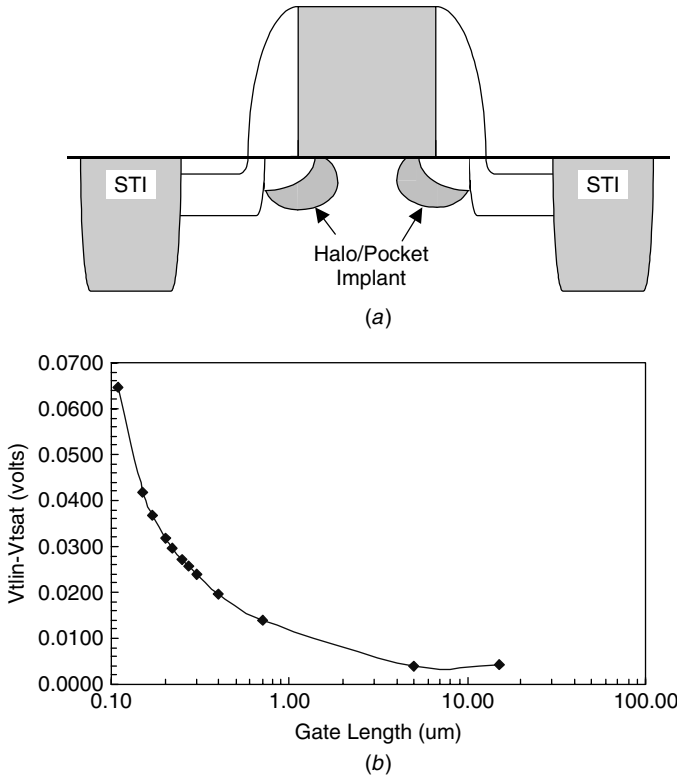 STI
STI
Halo/Pocket
Implant
(a)
0.0700
0.0600
0.0500
0.0400
0.0300
0.0200
0.0100
0.0000
Vtlin-Vtsat (volts)
0.10
1.00
10.00
100.00
Gate Length (um)
(b)